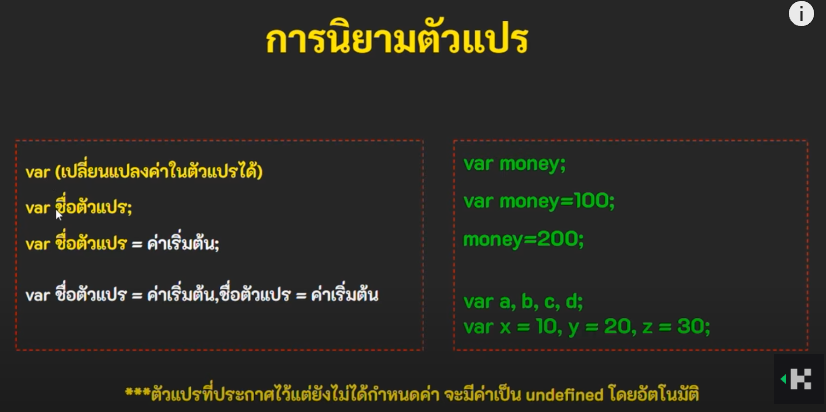 การนิยามตัวแปร
var (เปลี่ยนแปลงค่าในตัวแปรได้)
var ชื่อตัวแปร;
var ชื่อตัวแปร = ค่าเริ่มต้น;
var ชื่อตัวแปร = ค่าเริ่มต้น,ชื่อตัวแปร = ค่าเริ่มต้น
var money;
var money=100;
money=200;
var a, b, c, d;
var x = 10, y = 20, z = 30;
***ตัวแปรที่ประกาศไว้แต่ยังไม่ได้กำหนดค่า จะมีค่าเป็น undefined โดยอัตโนมัติ